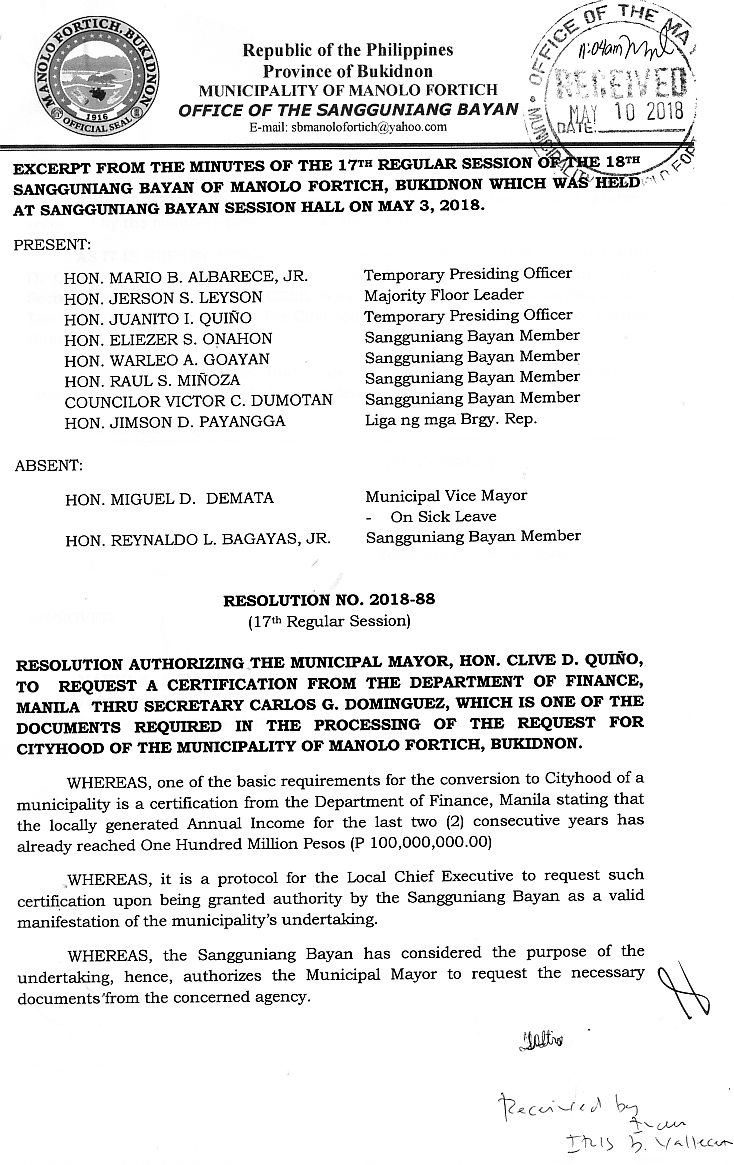 MANOLO FORTICH, BUKIDNON
1916
OFFICIAL SEAL
Republic of the Philippines
Province of Bukidnon
MUNICIPALITY OF MANOLO FORTICH
OFFICE OF THE SANGGUNIANG BAYAN
E-mail: sbmanolofortich@yahoo.com
OFFICE OF THE MA
11:04am
RECEIVED
MAY 10 2018
DATE:
MUNICIPALITY
EXCERPT FROM THE MINUTES OF THE 17TH REGULAR SESSION OF THE 18TH
SANGGUNIANG BAYAN OF MANOLO FORTICH, BUKIDNON WHICH WAS HELD
AT SANGGUNIANG BAYAN SESSION HALL ON MAY 3, 2018.
PRESENT:
HON. MARIO B. ALBARECE, JR. Temporary Presiding Officer
HON. JERSON S. LEYSON Majority Floor Leader
HON. JUANITO I. QUIÑO Temporary Presiding Officer
HON. ELIEZER S. ONAHON Sangguniang Bayan Member
HON. WARLEO A. GOAYAN Sangguniang Bayan Member
HON. RAUL S. MIÑOZA Sangguniang Bayan Member
COUNCILOR VICTOR C. DUMOTAN Sangguniang Bayan Member
HON. JIMSON D. PAYANGGA Liga ng mga Brgy. Rep.
ABSENT:
HON. MIGUEL D. DEMATA Municipal Vice Mayor
- On Sick Leave
HON. REYNALDO L. BAGAYAS, JR. Sangguniang Bayan Member
RESOLUTION NO. 2018-88
(17th Regular Session)
RESOLUTION AUTHORIZING THE MUNICIPAL MAYOR, HON. CLIVE D. QUIÑO,
TO REQUEST A CERTIFICATION FROM THE DEPARTMENT OF FINANCE,
MANILA THRU SECRETARY CARLOS G. DOMINGUEZ, WHICH IS ONE OF THE
DOCUMENTS REQUIRED IN THE PROCESSING OF THE REQUEST FOR
CITYHOOD OF THE MUNICIPALITY OF MANOLO FORTICH, BUKIDNON.
WHEREAS, one of the basic requirements for the conversion to Cityhood of a
municipality is a certification from the Department of Finance, Manila stating that
the locally generated Annual Income for the last two (2) consecutive years has
already reached One Hundred Million Pesos (P 100,000,000.00)
WHEREAS, it is a protocol for the Local Chief Executive to request such
certification upon being granted authority by the Sangguniang Bayan as a valid
manifestation of the municipality's undertaking.
WHEREAS, the Sangguniang Bayan has considered the purpose of the
undertaking, hence, authorizes the Municipal Mayor to request the necessary
documents from the concerned agency.
Received by